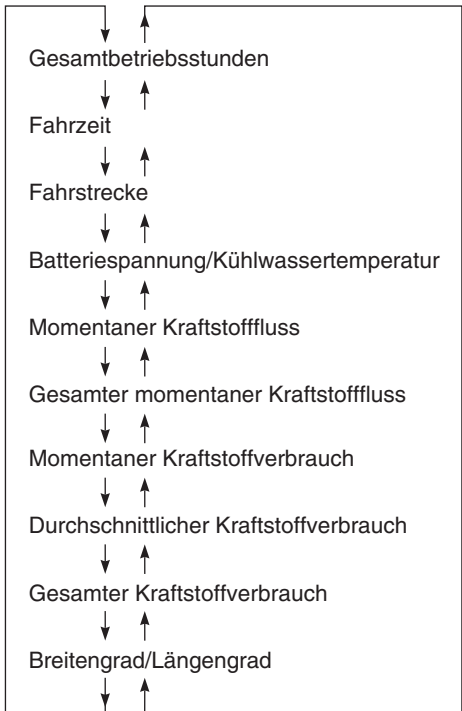 Gesamtbetriebsstunden
Fahrzeit
Fahrstrecke
Batteriespannung/Kühlwassertemperatur
Momentaner Kraftstofffluss
Gesamter momentaner Kraftstofffluss
Momentaner Kraftstoffverbrauch
Durchschnittlicher Kraftstoffverbrauch
Gesamter Kraftstoffverbrauch
Breitengrad/Längengrad